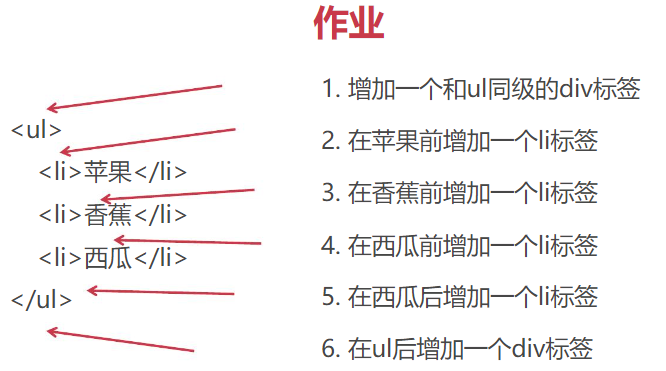 作业
<ul>
<li>苹果</li>
<li>香蕉</li>
<li>西瓜</li>
</ul>
1. 增加一个和ul同级的div标签
2. 在苹果前增加一个li标签
3. 在香蕉前增加一个li标签
4. 在西瓜前增加一个li标签
5. 在西瓜后增加一个li标签
6. 在ul后增加一个div标签